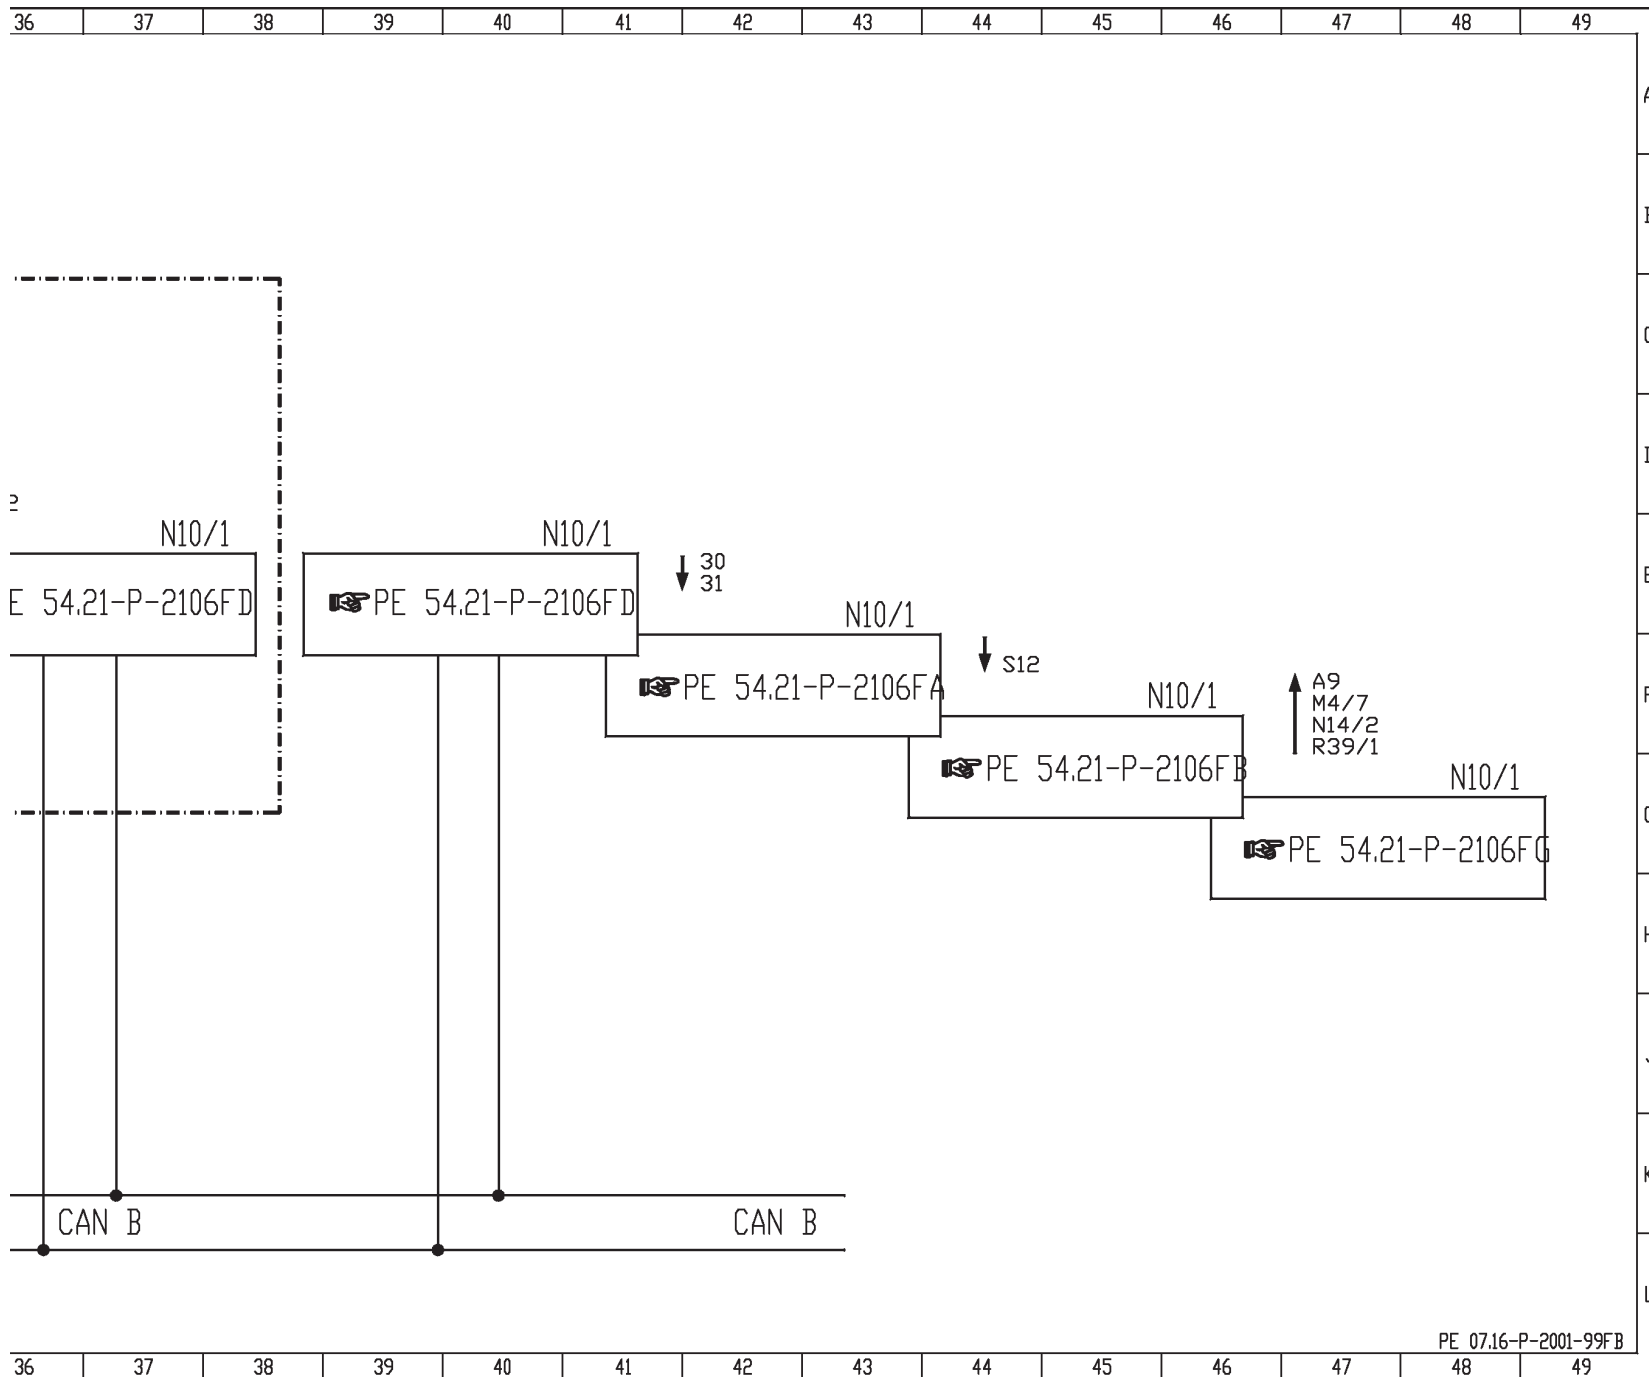 36 37 38 39 40 41 42 43 44 45 46 47 48 49
N10/1 N10/1
30
31
E 54.21-P-2106FD PE 54.21-P-2106FD
N10/1
S12
PE 54.21-P-2106FA
N10/1
A9
M4/7
N14/2
R39/1
PE 54.21-P-2106FB
N10/1
PE 54.21-P-2106FG
K
CAN B CAN B
PE 07.16-P-2001-99FB
36 37 38 39 40 41 42 43 44 45 46 47 48 49